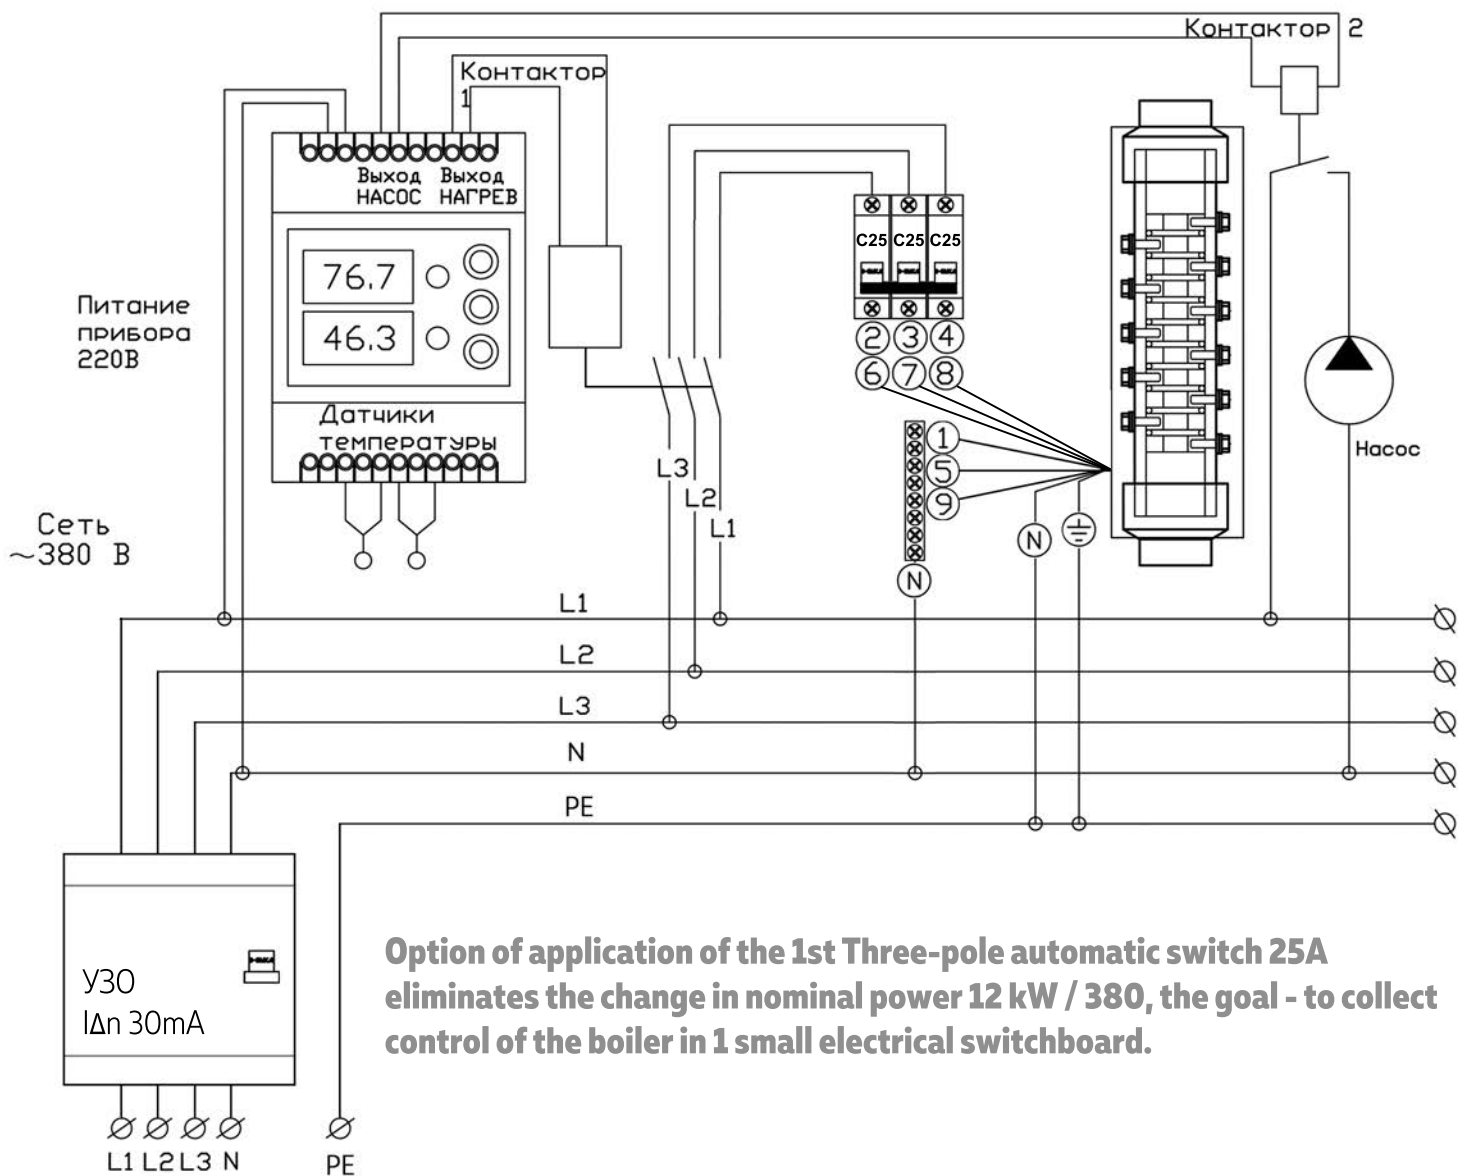 Контактор 2
Контактор
1
Выход
НАСОС
Выход
НАГРЕВ
C25 C25 C25
76.7
46.3
Питание
прибора
220В
2 3 4
6 7 8
Датчики
температуры
1
5
9
Насос
L3
L2
L1
Сеть
~380 В
N
N
L1
L2
L3
N
PE
УЗО
I∆n 30mA
Option of application of the 1st Three-pole automatic switch 25A
eliminates the change in nominal power 12 kW / 380, the goal - to collect
control of the boiler in 1 small electrical switchboard.
L1 L2 L3 N
PE